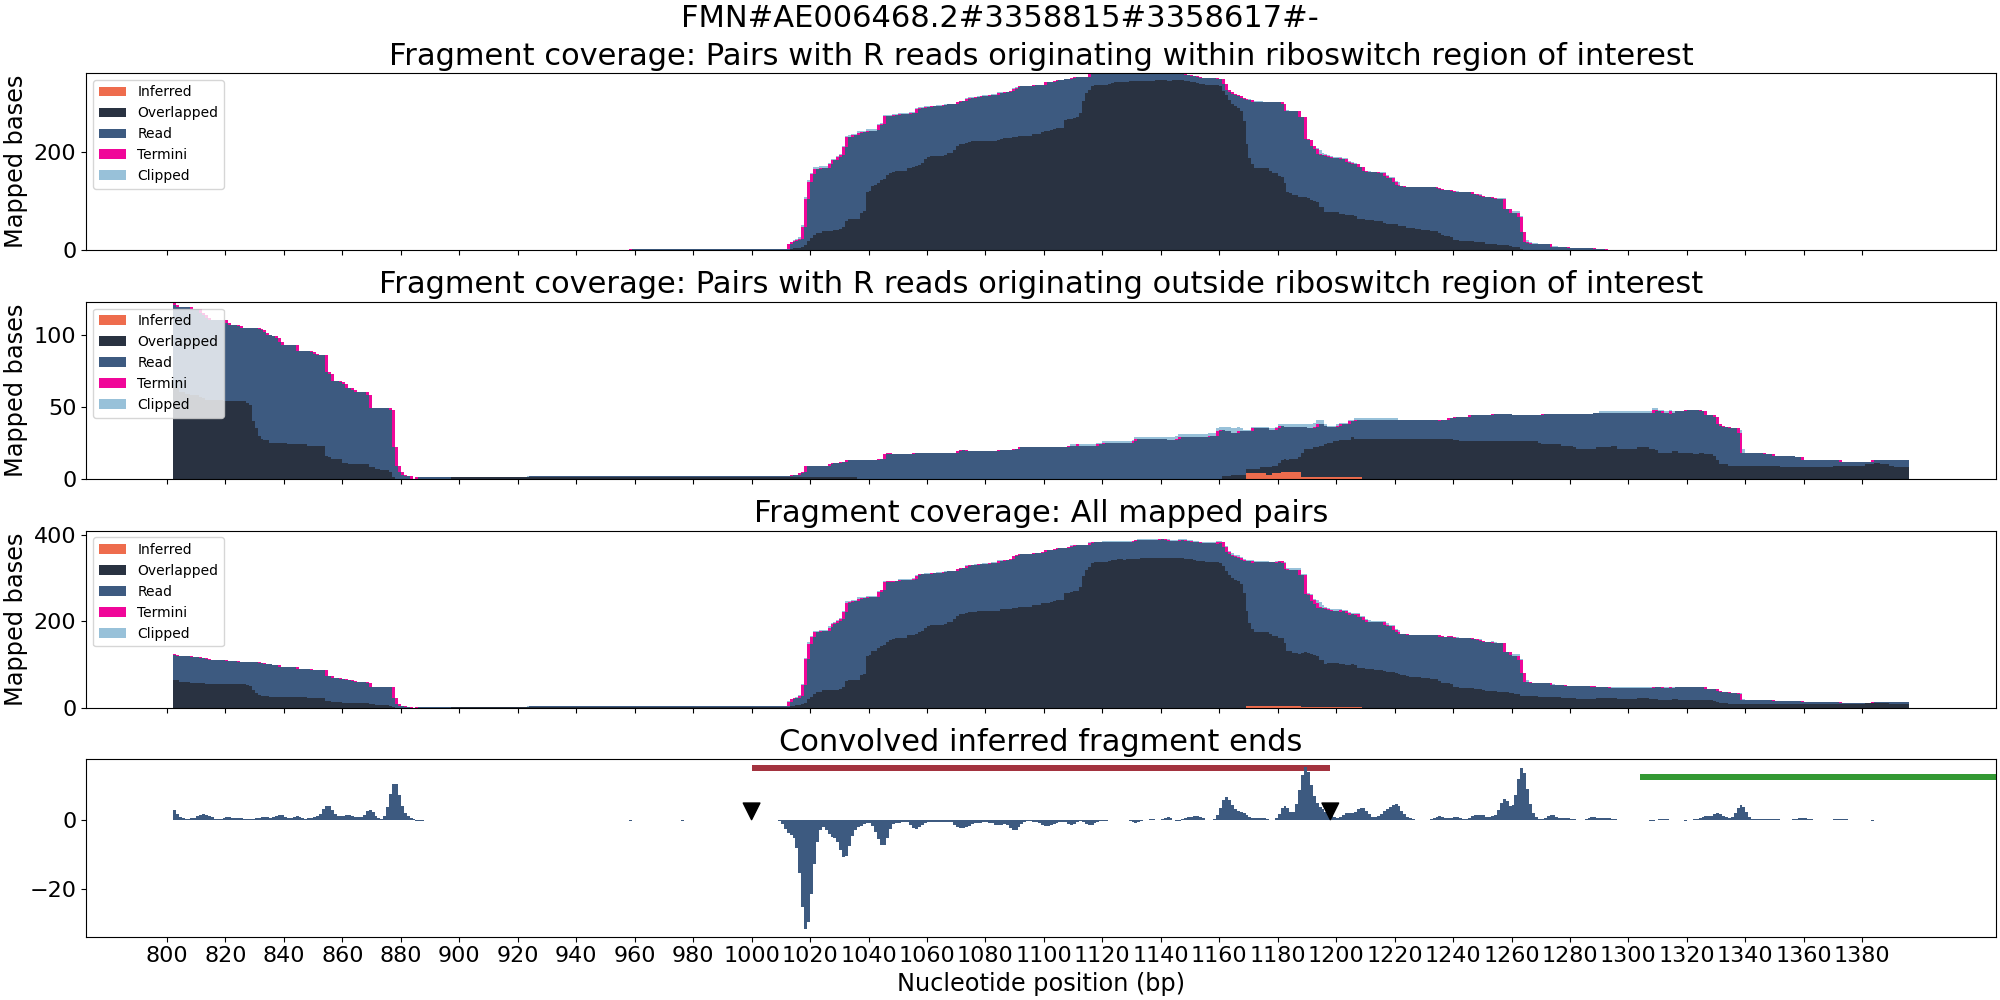 FMN#AE006468.2#3358815#3358617#-
Fragment coverage: Pairs with R reads originating within riboswitch region of interest
Mapped bases
200
0
Inferred
Overlapped
Read
Termini
Clipped
Fragment coverage: Pairs with R reads originating outside riboswitch region of interest
Mapped bases
100
50
0
Inferred
Overlapped
Read
Termini
Clipped
Fragment coverage: All mapped pairs
Mapped bases
400
200
0
Inferred
Overlapped
Read
Termini
Clipped
Convolved inferred fragment ends
0
−20
800 820 840 860 880 900 920 940 960 980 1000 1020 1040 1060 1080 1100 1120 1140 1160 1180 1200 1220 1240 1260 1280 1300 1320 1340 1360 1380
Nucleotide position (bp)